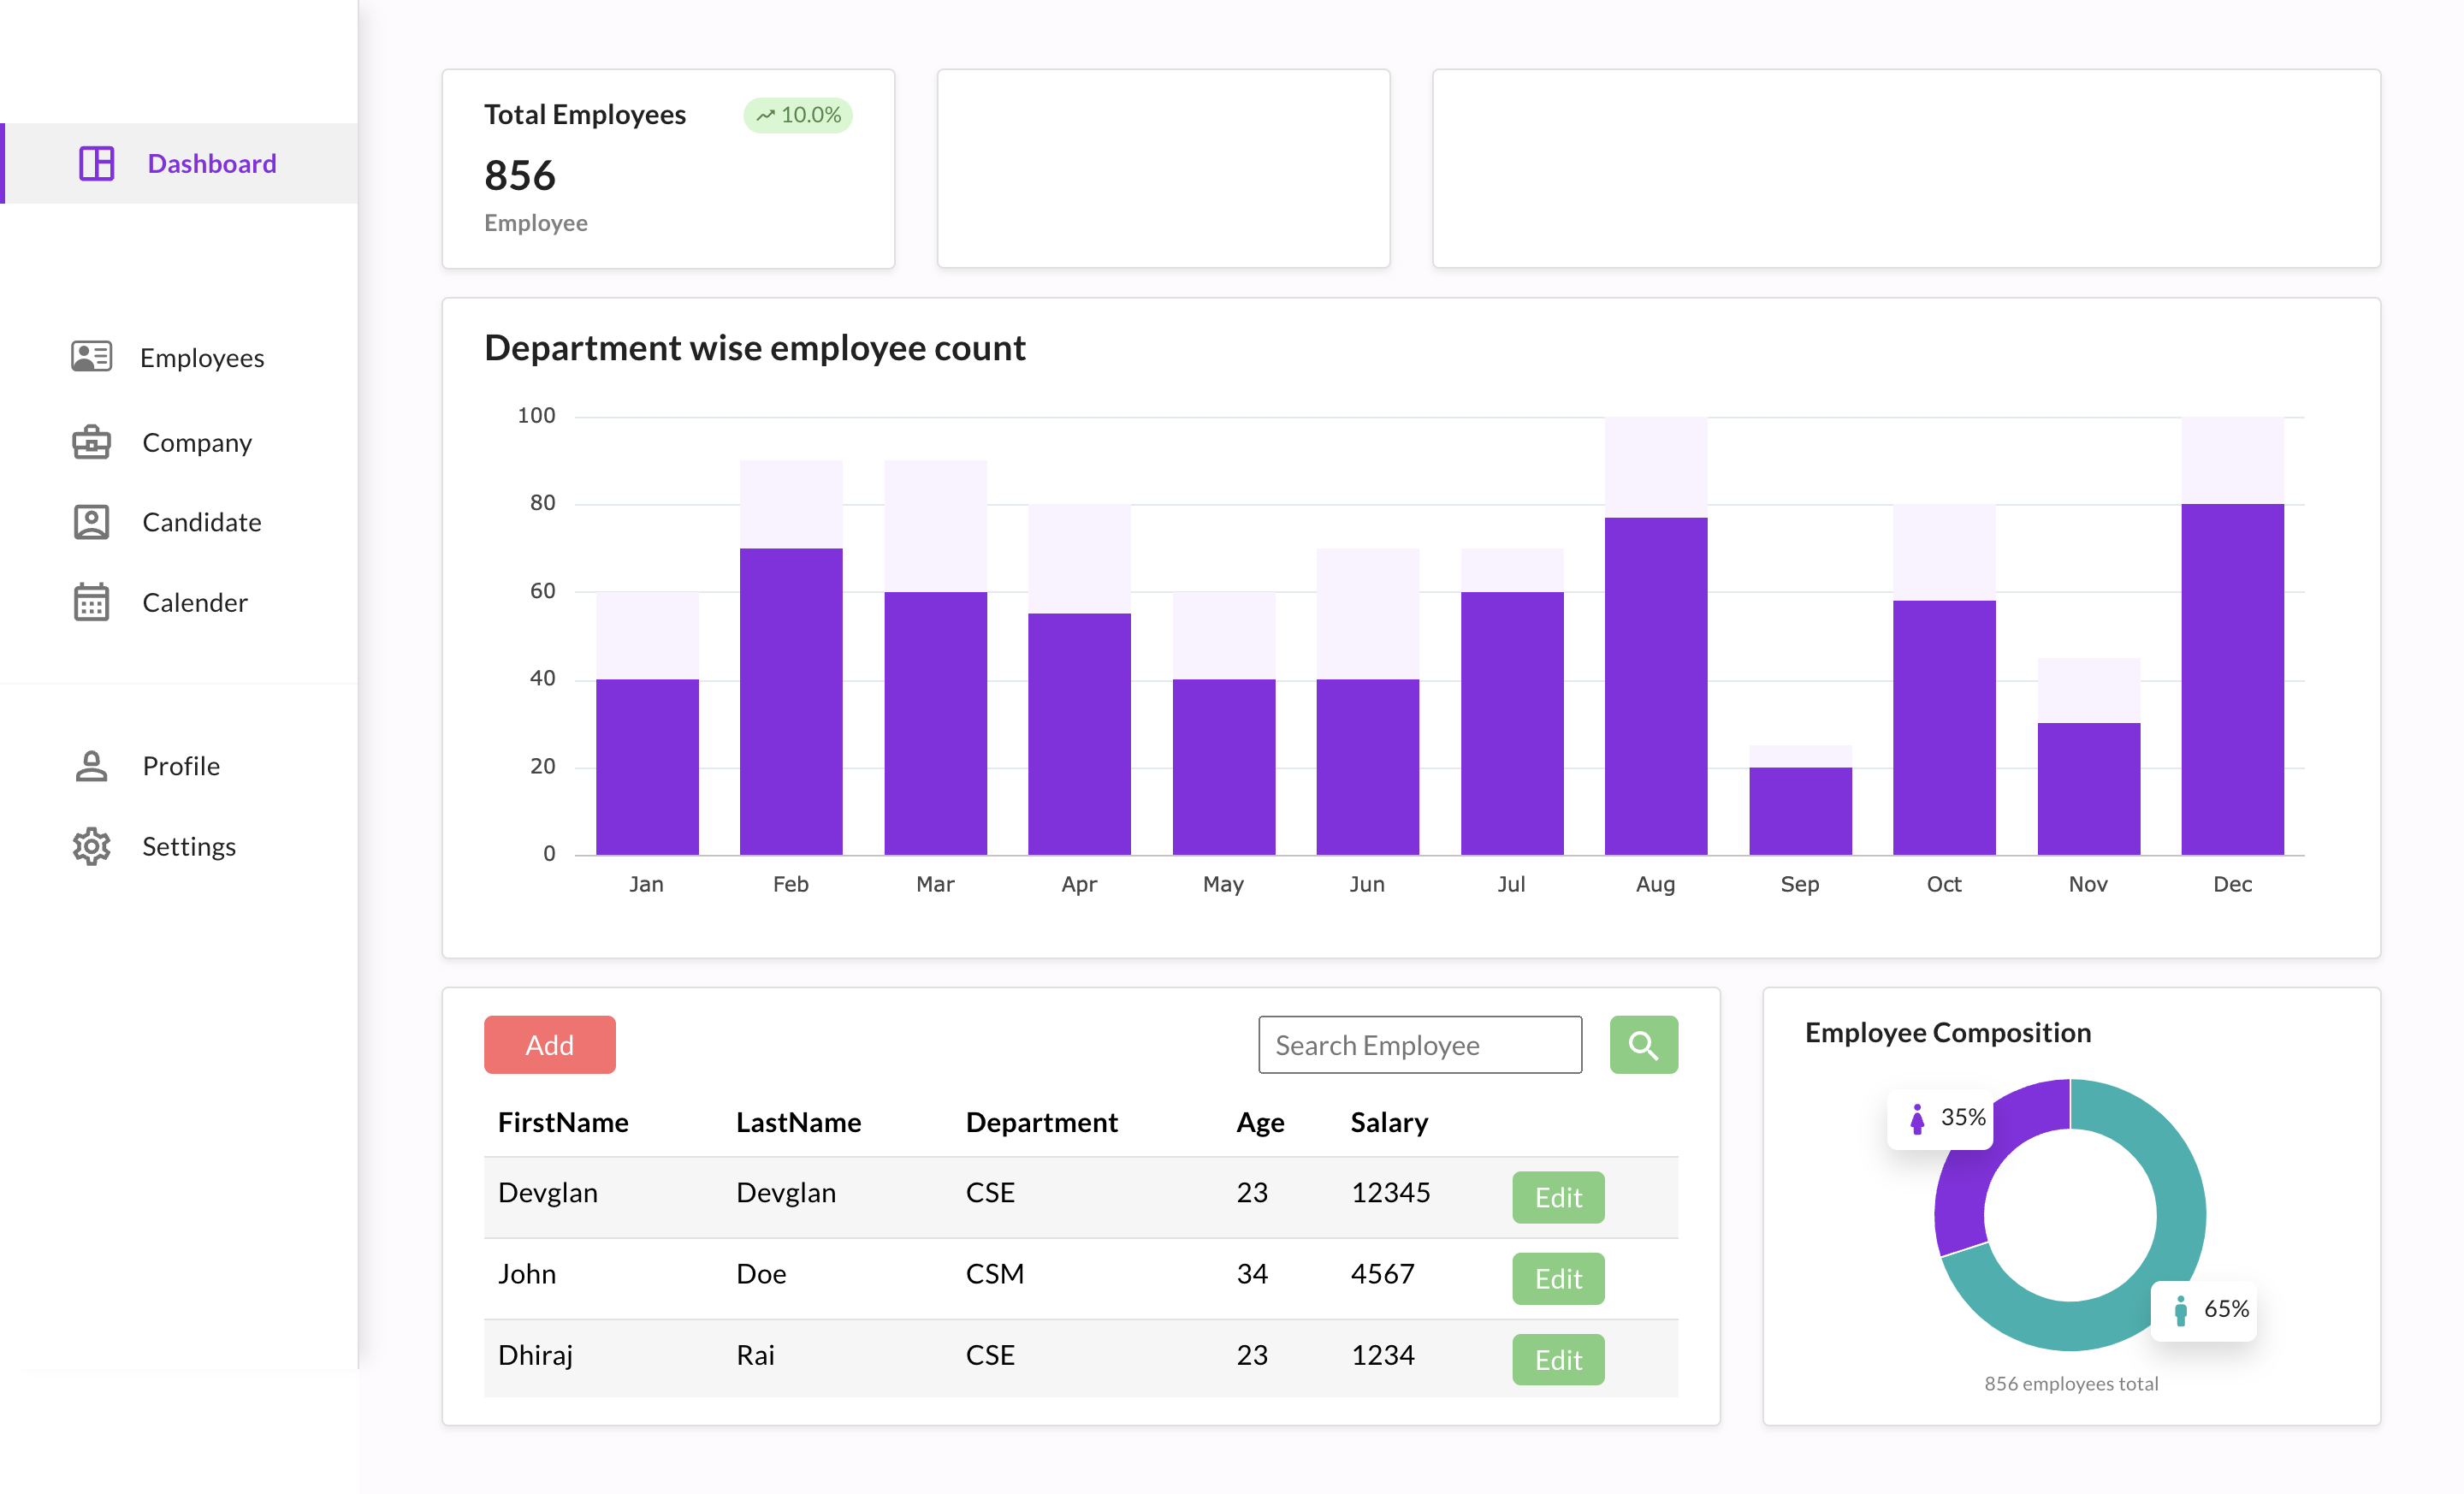 Dashboard
Employees
Company
Candidate
Calender
Profile
Settings
Total Employees 10.0%
856
Employee
Department wise employee count
100
80
60
40
20
0
Jan Feb Mar Apr May Jun Jul Aug Sep Oct Nov Dec
Add Search Employee
FirstName LastName Department Age Salary
Devglan Devglan CSE 23 12345 Edit
John Doe CSM 34 4567 Edit
Dhiraj Rai CSE 23 1234 Edit
Employee Composition
35%
65%
856 employees total